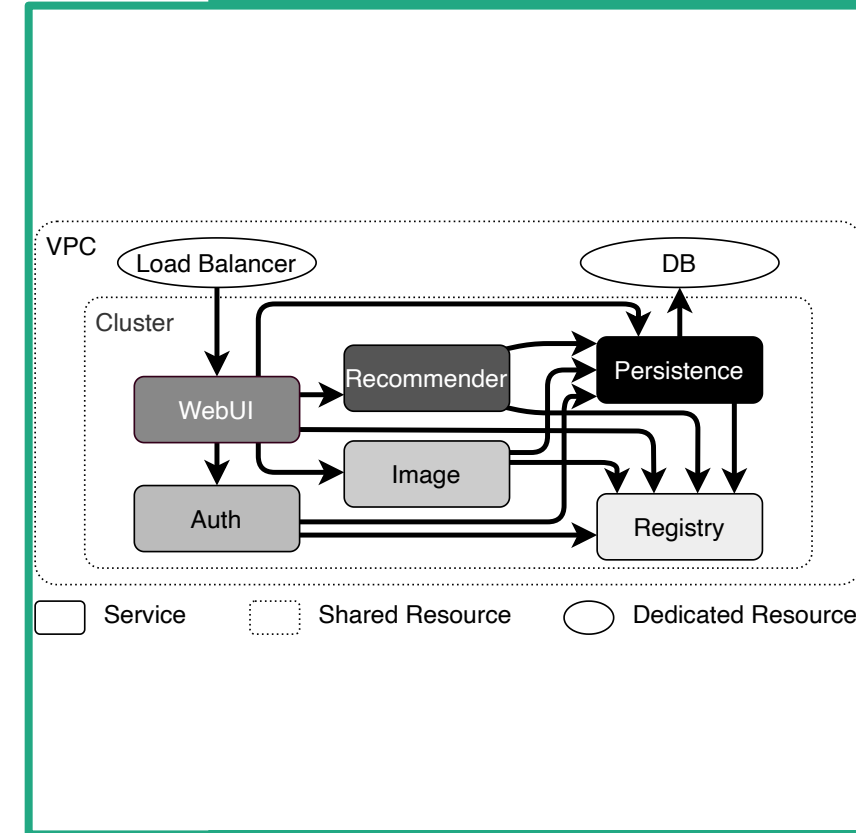 VPC
Load Balancer
DB
Cluster
Recommender
Persistence
WebUI
Image
Auth
Registry
Service
Shared Resource
Dedicated Resource